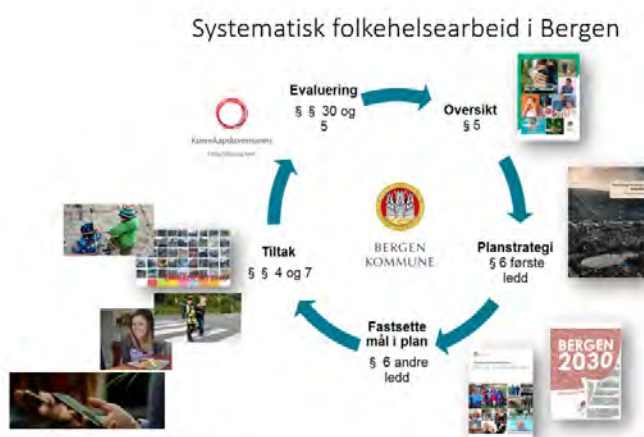 Systematisk folkehelsearbeid i Bergen
Evaluering
§ § 30 og
5
Oversikt
§ 5
Kunnskapskommunens
Planstrategi
§ 6 første
ledd
BERGEN
KOMMUNE
Tiltak
§ § 4 og 7
Fastsette
mål i plan
§ 6 andre
ledd
BERGEN
2030